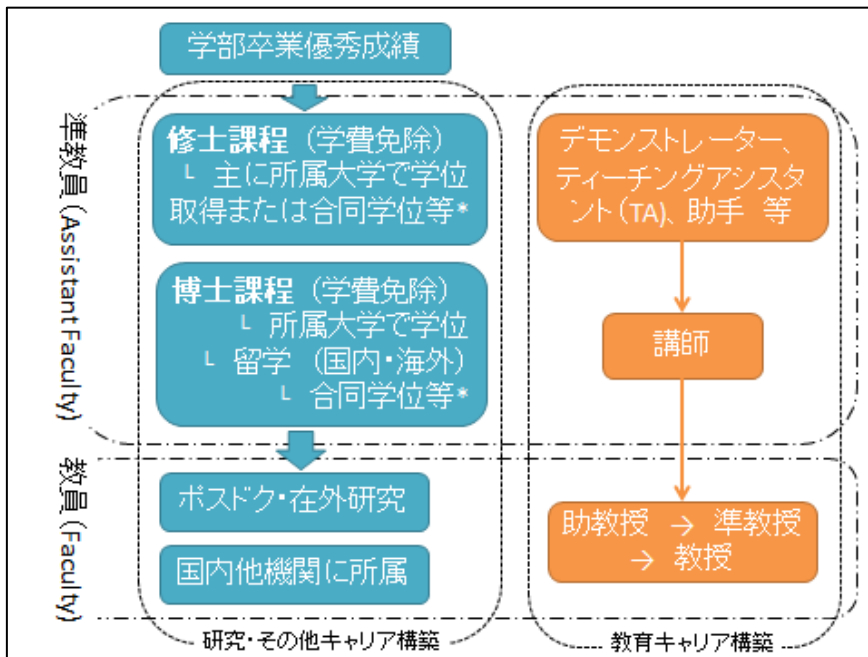 学部卒業優秀成績
準教員 (Assistant Faculty)
修士課程 (学費免除)
└ 主に所属大学で学位
取得または合同学位等*
博士課程 (学費免除)
└ 所属大学で学位
└ 留学 (国内・海外)
└ 合同学位等*
デモンストレーター、
ティーチングアシスタ
ント(TA)、助手 等
講師
教員 (Faculty)
ポスドク・在外研究
国内他機関に所属
助教授 → 準教授
→ 教授
研究・その他キャリア構築
教育キャリア構築